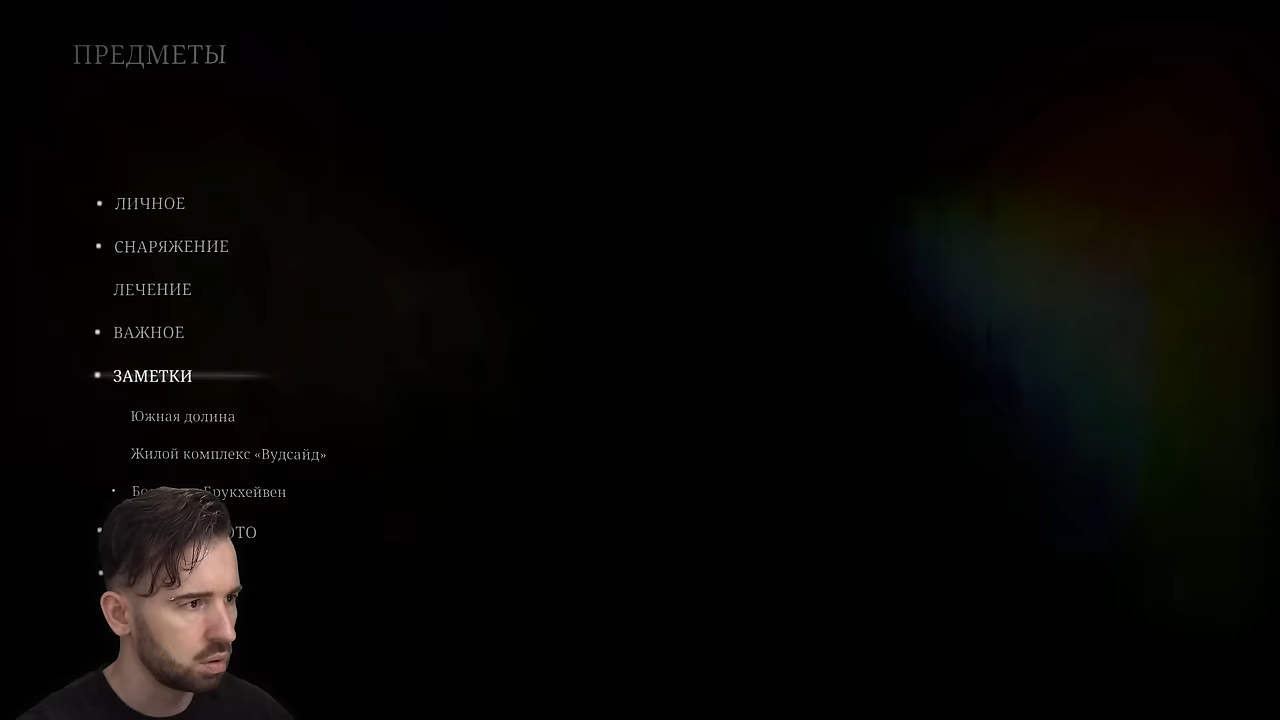 ПРЕДМЕТЫ
ЛИЧНОЕ
СНАРЯЖЕНИЕ
ЛЕЧЕНИЕ
ВАЖНОЕ
ЗАМЕТКИ
Южная долина
Жилой комплекс «Вудсайд»
Брукхейвен